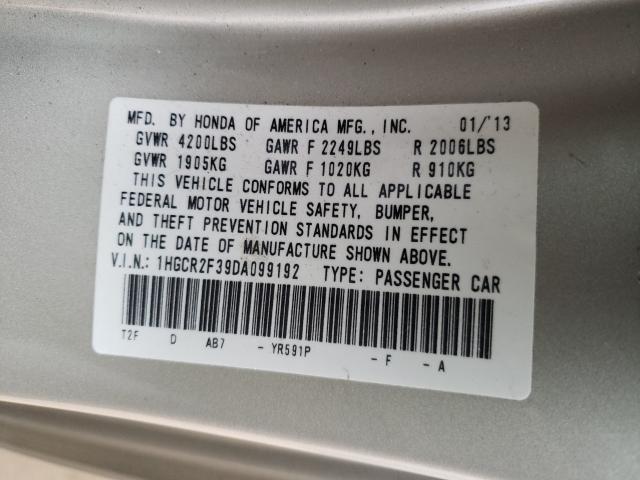 MFD. BY HONDA OF AMERICA MFG., INC. 01/'13
GVWR 4200LBS GAWR F 2249LBS R 2006LBS
GVWR 1905KG GAWR F 1020KG R 910KG
THIS VEHICLE CONFORMS TO ALL APPLICABLE
FEDERAL MOTOR VEHICLE SAFETY, BUMPER,
AND THEFT PREVENTION STANDARDS IN EFFECT
ON THE DATE OF MANUFACTURE SHOWN ABOVE.
V.I.N.: 1HGCR2F39DA099192 TYPE: PASSENGER CAR
T2F D AB7 - YR591P - F - A